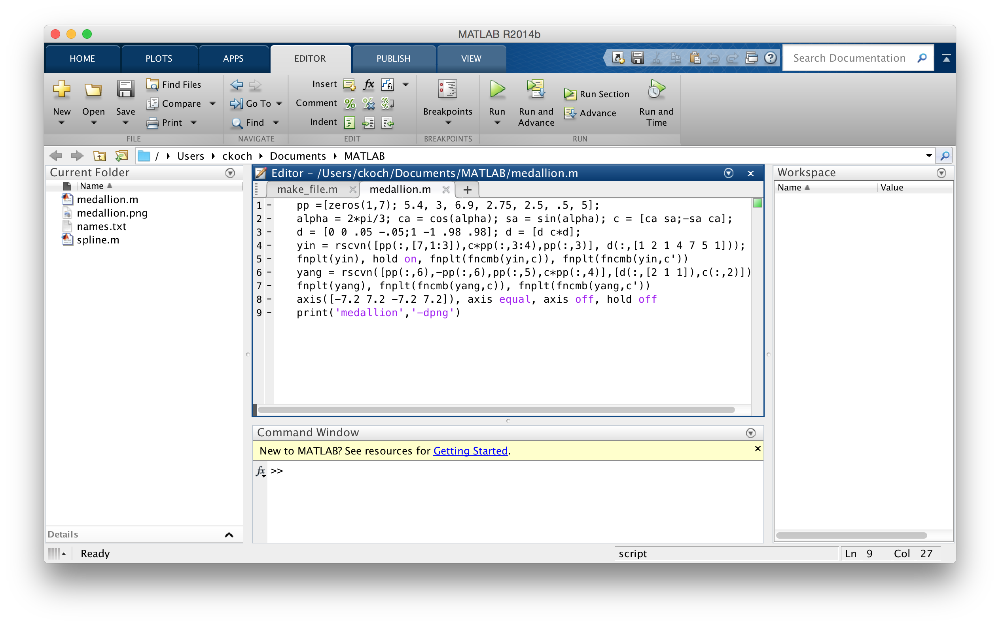 MATLAB R2014b
HOME PLOTS APPS EDITOR PUBLISH VIEW Search Documentation
New Open Save Find Files Compare Print
Go To Find
Insert fx fi
Comment
Indent
Breakpoints
Run Run and Advance Run Section Advance Run and Time
FILE NAVIGATE EDIT BREAKPOINTS RUN
/ Users ckoch Documents MATLAB
Current Folder
Name
medallion.m
medallion.png
names.txt
spline.m
Details
Editor – /Users/ckoch/Documents/MATLAB/medallion.m
make_file.m medallion.m +
1 – pp =[zeros(1,7); 5.4, 3, 6.9, 2.75, 2.5, .5, 5];
2 – alpha = 2*pi/3; ca = cos(alpha); sa = sin(alpha); c = [ca sa;-sa ca];
3 – d = [0 0 .05 -.05;1 -1 .98 .98]; d = [d c*d];
4 – yin = rscvn([pp(:,[7,1:3]),c*pp(:,3:4),pp(:,3)], d(:,[1 2 1 4 7 5 1]));
5 – fnplt(yin), hold on, fnplt(fncmb(yin,c)), fnplt(fncmb(yin,c'))
6 – yang = rscvn([pp(:,6),-pp(:,6),pp(:,5),c*pp(:,4)],[d(:,[2 1 1]),c(:,2)])
7 – fnplt(yang), fnplt(fncmb(yang,c)), fnplt(fncmb(yang,c'))
8 – axis([-7.2 7.2 -7.2 7.2]), axis equal, axis off, hold off
9 – print('medallion','-dpng')
Command Window
New to MATLAB? See resources for Getting Started.
fx >>
Workspace
Name Value
Ready script Ln 9 Col 27